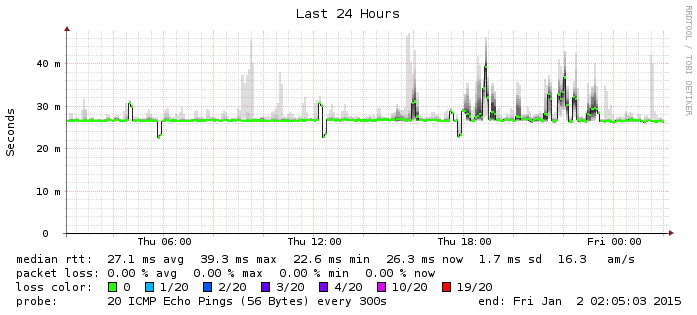 Last 24 Hours
RRDTOOL / TOBI OETIKER
Seconds
40 m
30 m
20 m
10 m
0
Thu 06:00 Thu 12:00 Thu 18:00 Fri 00:00
median rtt: 27.1 ms avg 39.3 ms max 22.6 ms min 26.3 ms now 1.7 ms sd 16.3 am/s
packet loss: 0.00 % avg 0.00 % max 0.00 % min 0.00 % now
loss color: 0 1/20 2/20 3/20 4/20 10/20 19/20
probe: 20 ICMP Echo Pings (56 Bytes) every 300s end: Fri Jan 2 02:05:03 2015